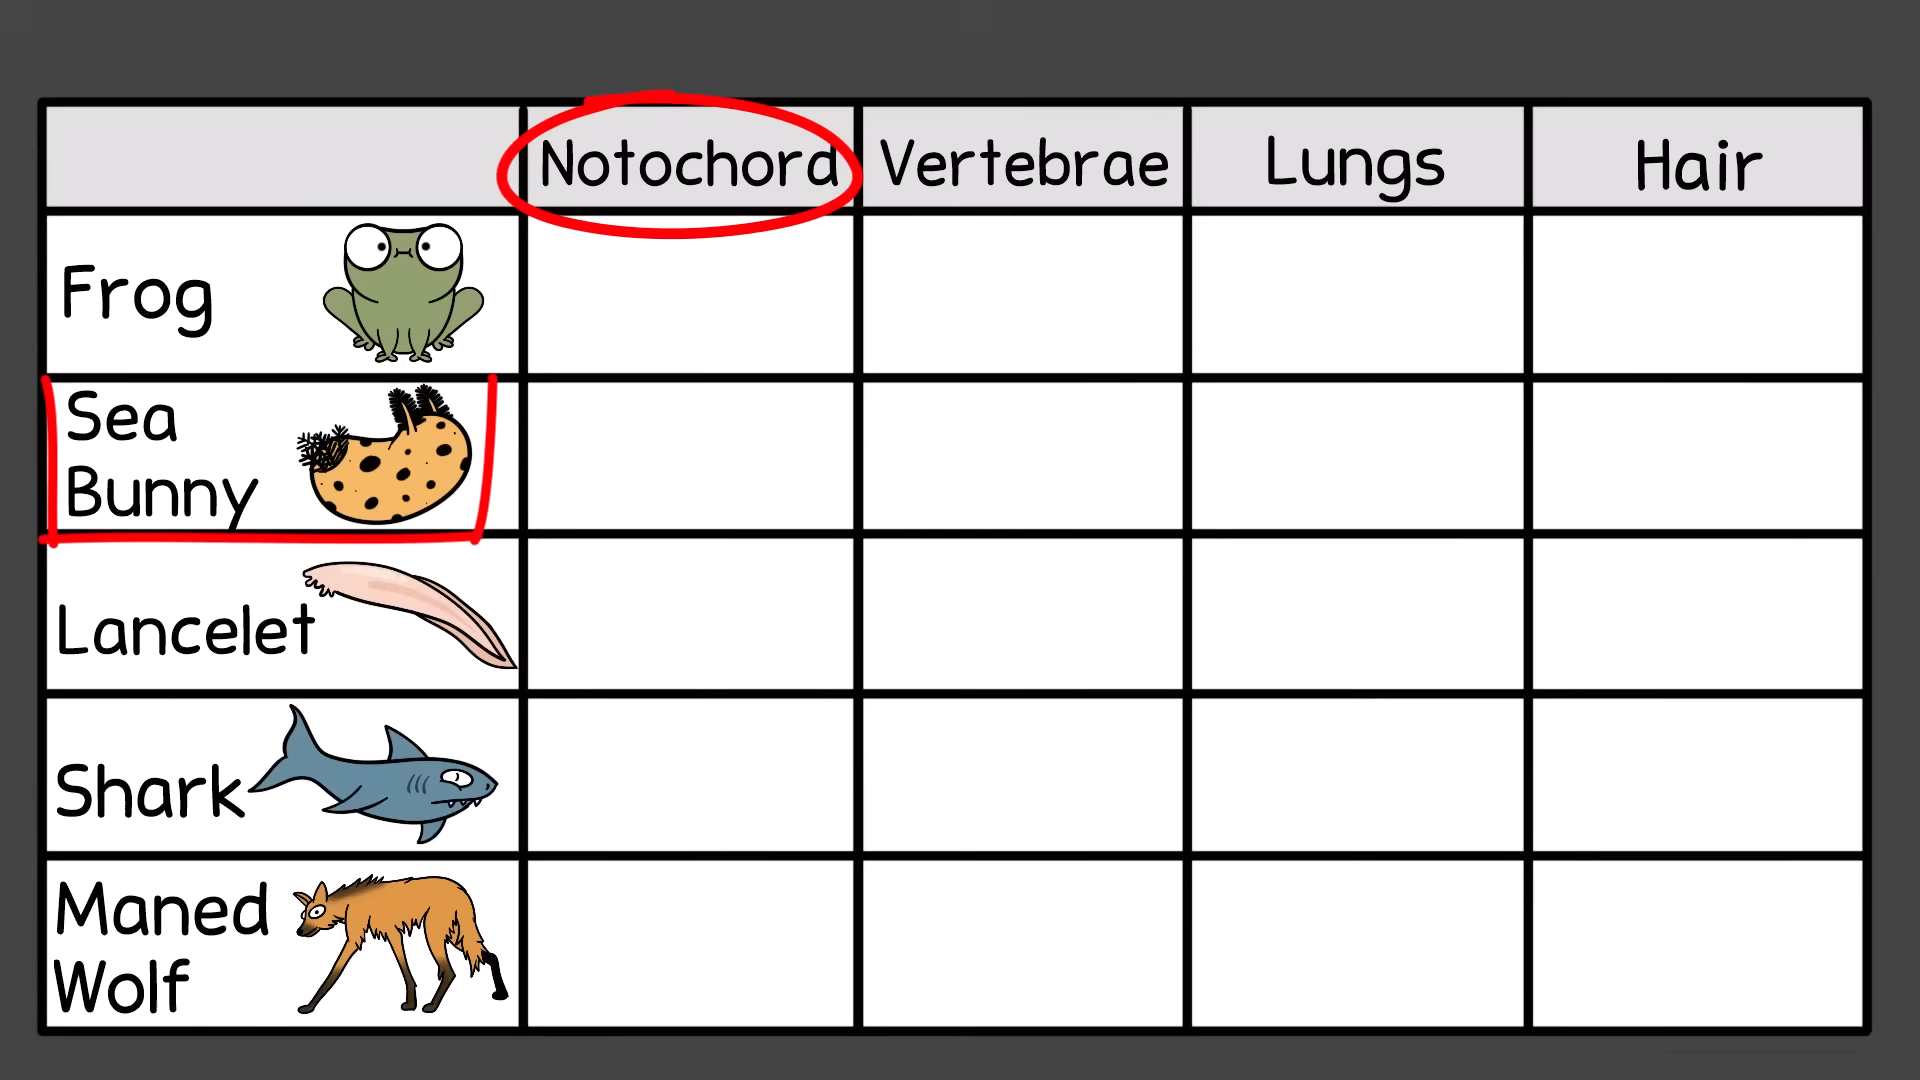 Notochord Vertebrae Lungs Hair
Frog
Sea
Bunny
Lancelet
Shark
Maned
Wolf